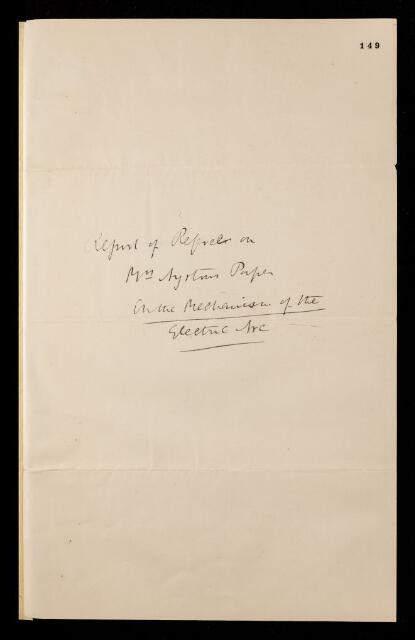 149
Report of Referee on
Mrs Ayrtons Paper
On the Mechanism of the
Electric Arc